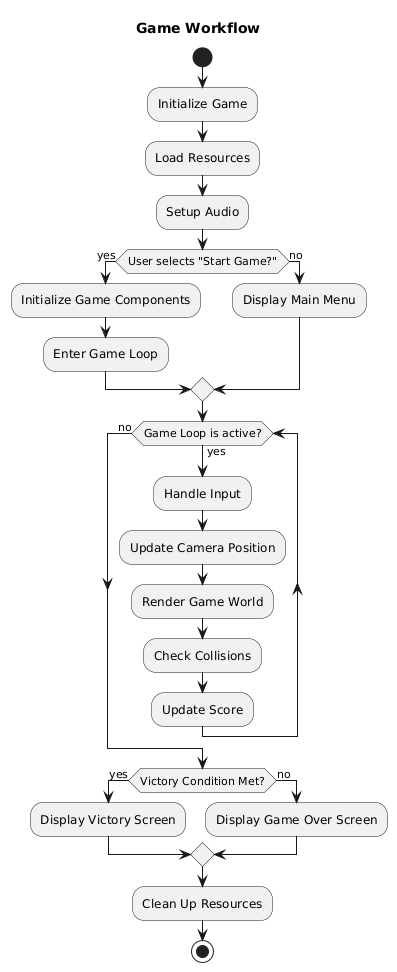 Game Workflow
Initialize Game
Load Resources
Setup Audio
yes
User selects "Start Game?"
no
Initialize Game Components
Display Main Menu
Enter Game Loop
no
Game Loop is active?
yes
Handle Input
Update Camera Position
Render Game World
Check Collisions
Update Score
yes
Victory Condition Met?
no
Display Victory Screen
Display Game Over Screen
Clean Up Resources